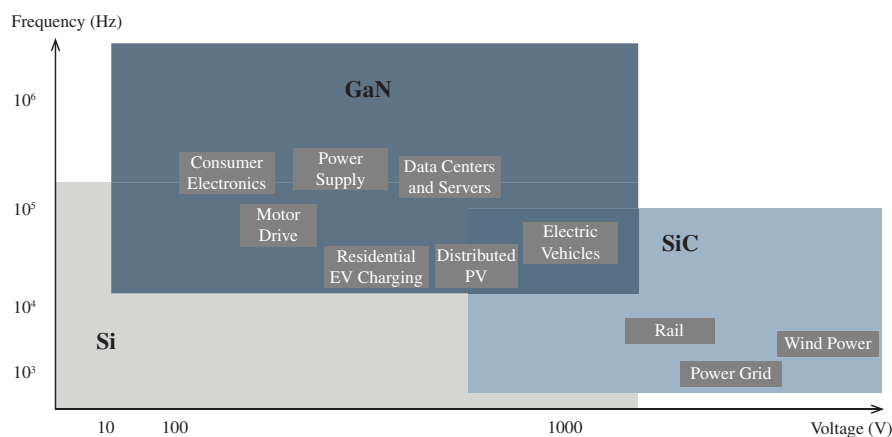 Frequency (Hz)
GaN
10⁶
Consumer
Electronics
Power
Supply
Data Centers
and Servers
10⁵
Motor
Drive
Electric
Vehicles
SiC
Residential
EV Charging
Distributed
PV
10⁴
Rail
Si
Wind Power
10³
Power Grid
10
100
1000
Voltage (V)